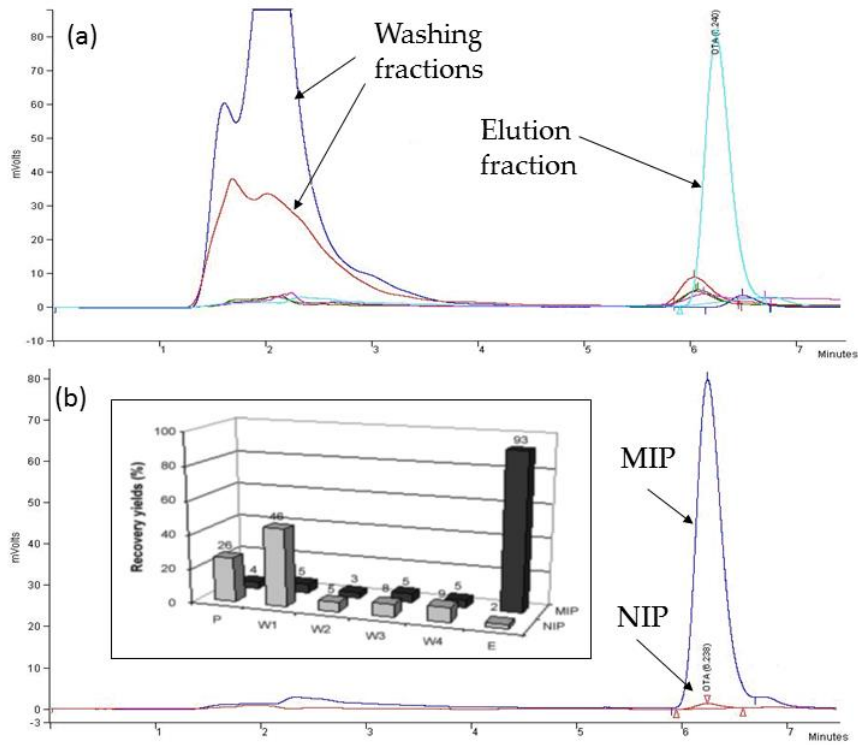 (a)
80
70
60
50
40
30
20
10
0
-10
mVolts
Washing
fractions
Elution
fraction
OTA (6.240)
1
2
3
4
5
6
7
Minutes
(b)
80
70
60
50
40
30
20
10
0
-3
mVolts
Recovery yields (%)
100
80
60
40
20
0
26
4
46
5
5
3
8
5
9
5
2
93
P
W1
W2
W3
W4
E
MIP
NIP
MIP
NIP
OTA (6.238)
1
2
3
4
5
6
7
Minutes